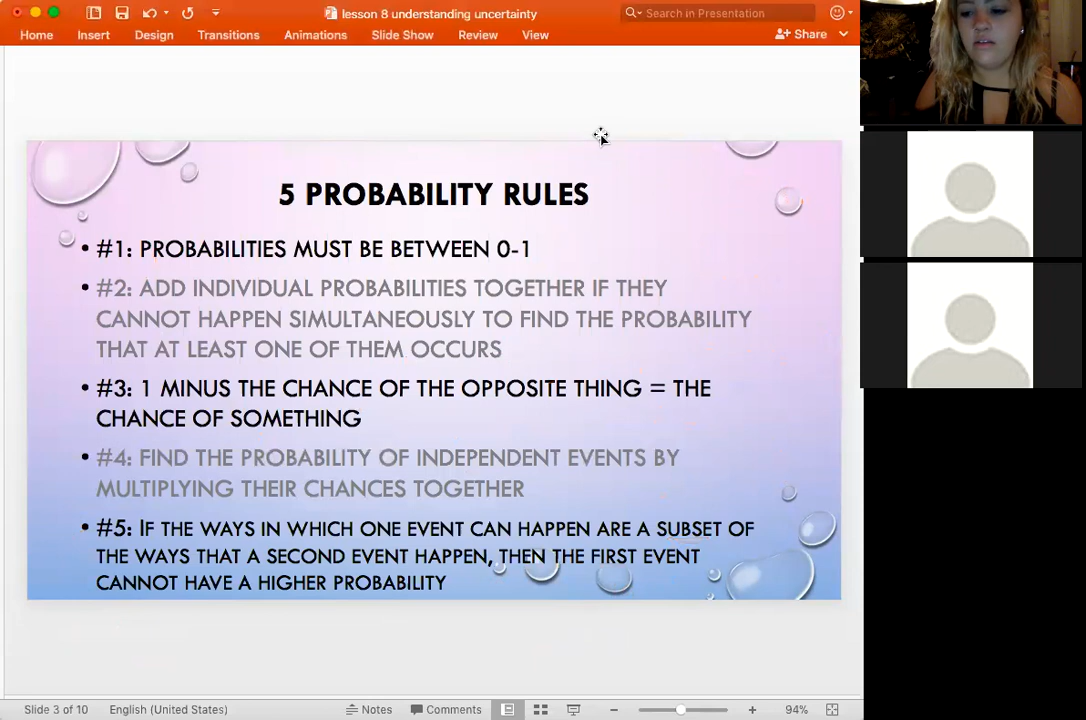 lesson 8 understanding uncertainty
Search in Presentation
Home Insert Design Transitions Animations Slide Show Review View Share
5 PROBABILITY RULES
• #1: PROBABILITIES MUST BE BETWEEN 0-1
• #2: ADD INDIVIDUAL PROBABILITIES TOGETHER IF THEY
CANNOT HAPPEN SIMULTANEOUSLY TO FIND THE PROBABILITY
THAT AT LEAST ONE OF THEM OCCURS
• #3: 1 MINUS THE CHANCE OF THE OPPOSITE THING = THE
CHANCE OF SOMETHING
• #4: FIND THE PROBABILITY OF INDEPENDENT EVENTS BY
MULTIPLYING THEIR CHANCES TOGETHER
• #5: IF THE WAYS IN WHICH ONE EVENT CAN HAPPEN ARE A SUBSET OF
THE WAYS THAT A SECOND EVENT HAPPEN, THEN THE FIRST EVENT
CANNOT HAVE A HIGHER PROBABILITY
Slide 3 of 10 English (United States) Notes Comments 94%